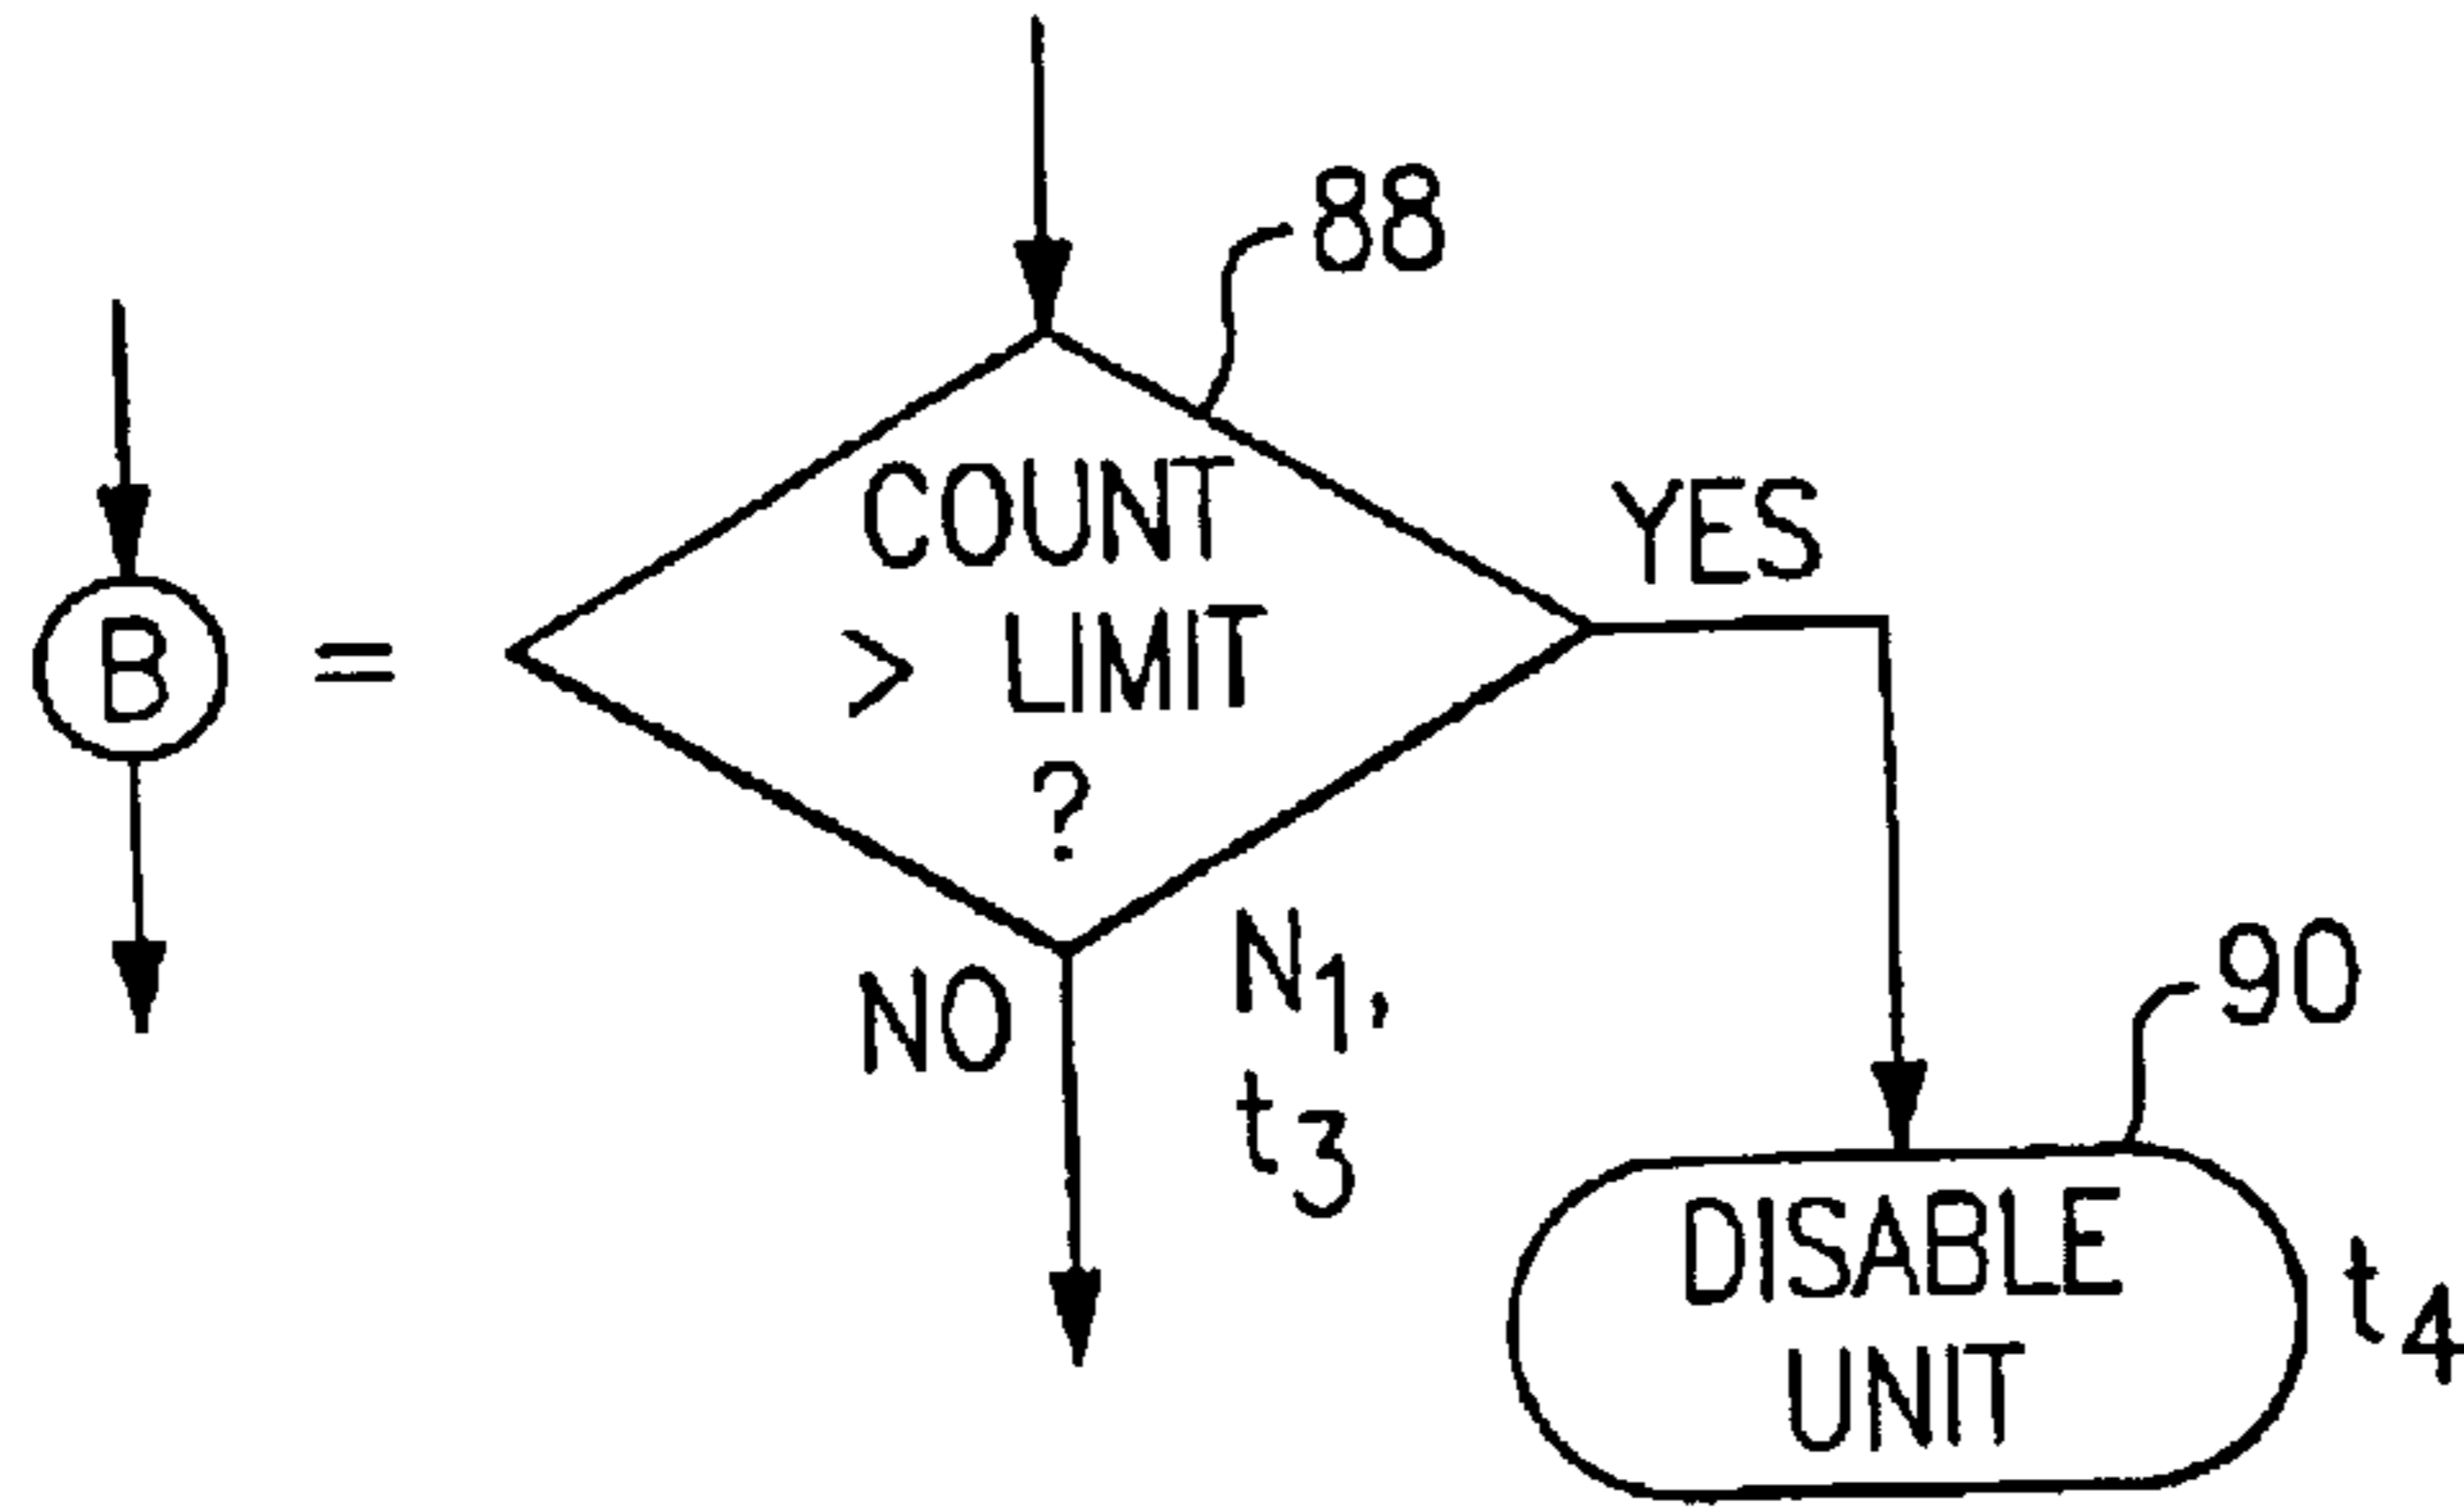 88
COUNT
> LIMIT
?
YES
B =
NO
N1,
t3
90
DISABLE
UNIT
t4